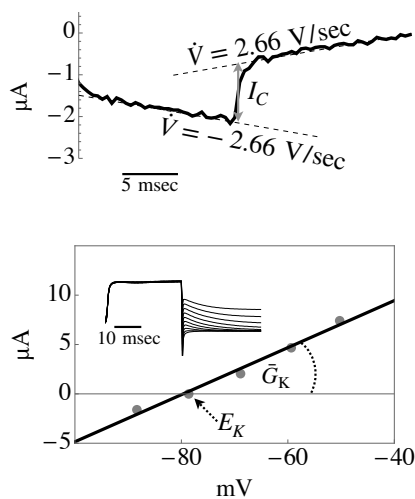 0
−1
−2
−3
μA
V̇ = 2.66 V/sec
I_C
V̇ = − 2.66 V/sec
5 msec
10
5
0
−5
μA
10 msec
Ḡ_K
E_K
−80
−60
−40
mV